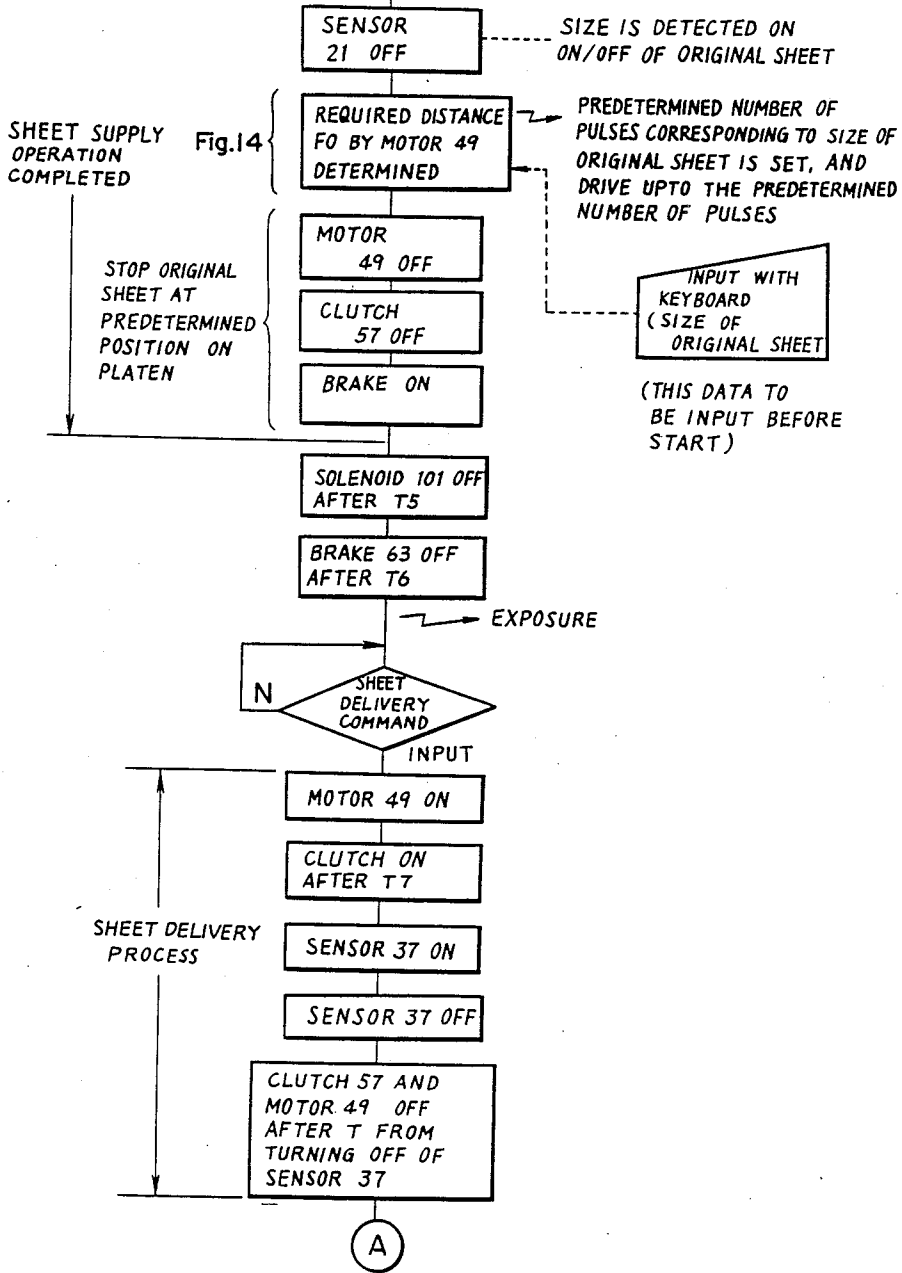 SENSOR
21 OFF
SIZE IS DETECTED ON
ON/OFF OF ORIGINAL SHEET
SHEET SUPPLY
OPERATION
COMPLETED
Fig.14
REQUIRED DISTANCE
FO BY MOTOR 49
DETERMINED
PREDETERMINED NUMBER OF
PULSES CORRESPONDING TO SIZE OF
ORIGINAL SHEET IS SET, AND
DRIVE UPTO THE PREDETERMINED
NUMBER OF PULSES
STOP ORIGINAL
SHEET AT
PREDETERMINED
POSITION ON
PLATEN
MOTOR
49 OFF
CLUTCH
57 OFF
BRAKE ON
INPUT WITH
KEYBOARD
(SIZE OF
ORIGINAL SHEET
(THIS DATA TO
BE INPUT BEFORE
START)
SOLENOID 101 OFF
AFTER T5
BRAKE 63 OFF
AFTER T6
EXPOSURE
N
SHEET
DELIVERY
COMMAND
INPUT
SHEET DELIVERY
PROCESS
MOTOR 49 ON
CLUTCH ON
AFTER T7
SENSOR 37 ON
SENSOR 37 OFF
CLUTCH 57 AND
MOTOR 49 OFF
AFTER T FROM
TURNING OFF OF
SENSOR 37
A